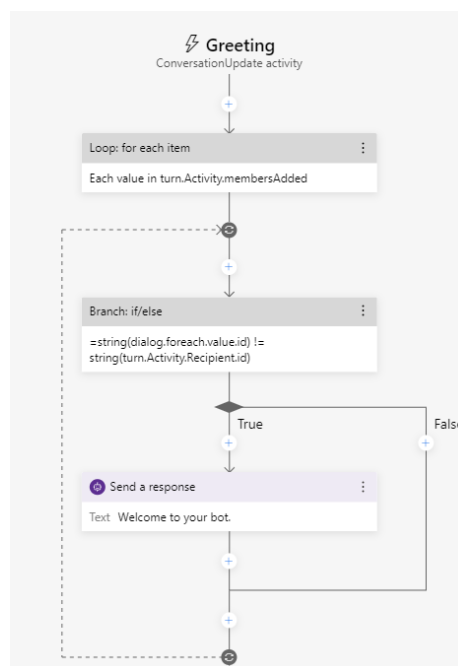 Greeting
ConversationUpdate activity
Loop: for each item
Each value in turn.Activity.membersAdded
Branch: if/else
=string(dialog.foreach.value.id) !=
string(turn.Activity.Recipient.id)
True
Fals
Send a response
Text Welcome to your bot.